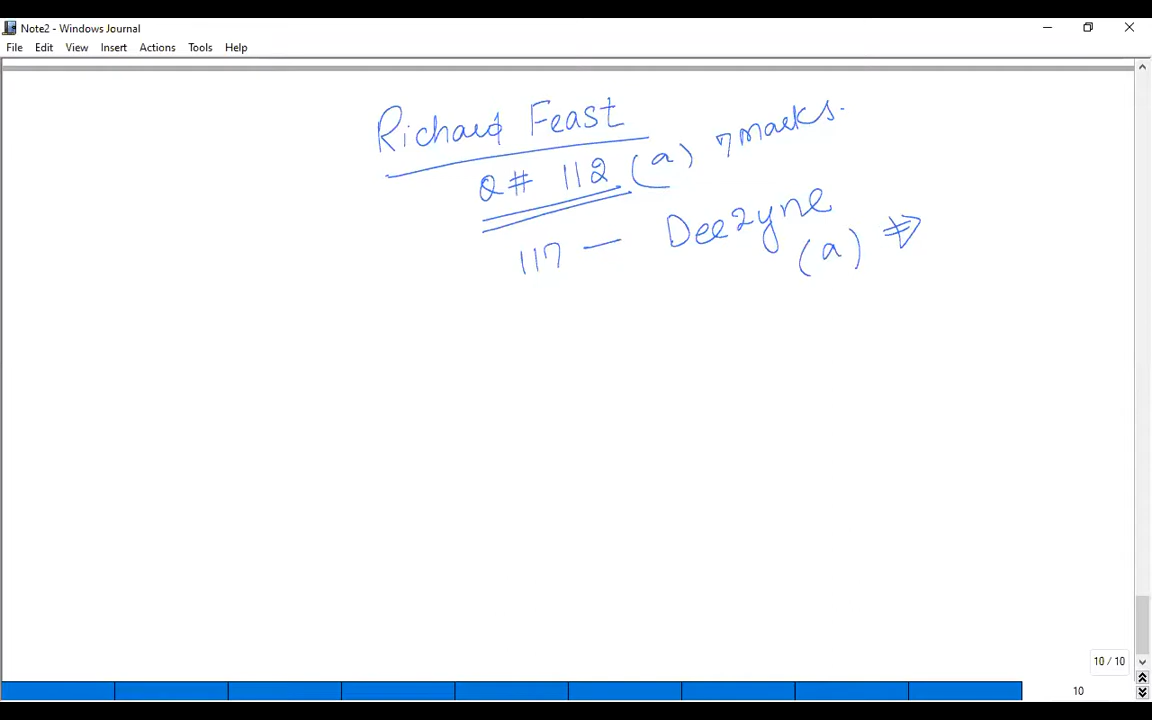 Note2 - Windows Journal
File Edit View Insert Actions Tools Help
Richard Feast
Q# 112 (a) 7 marks.
117 — Deezyne
(a) ⇒
10 / 10
10